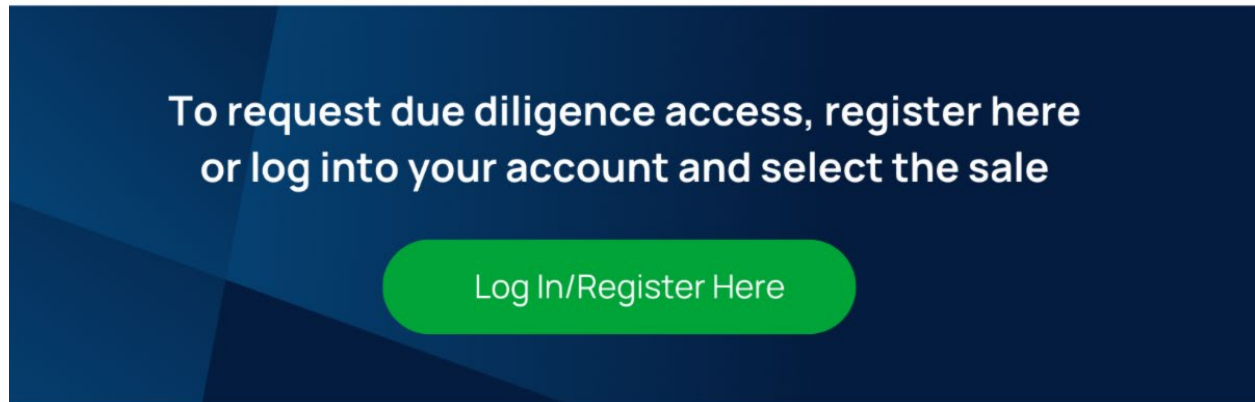 To request due diligence access, register here
or log into your account and select the sale
Log In/Register Here